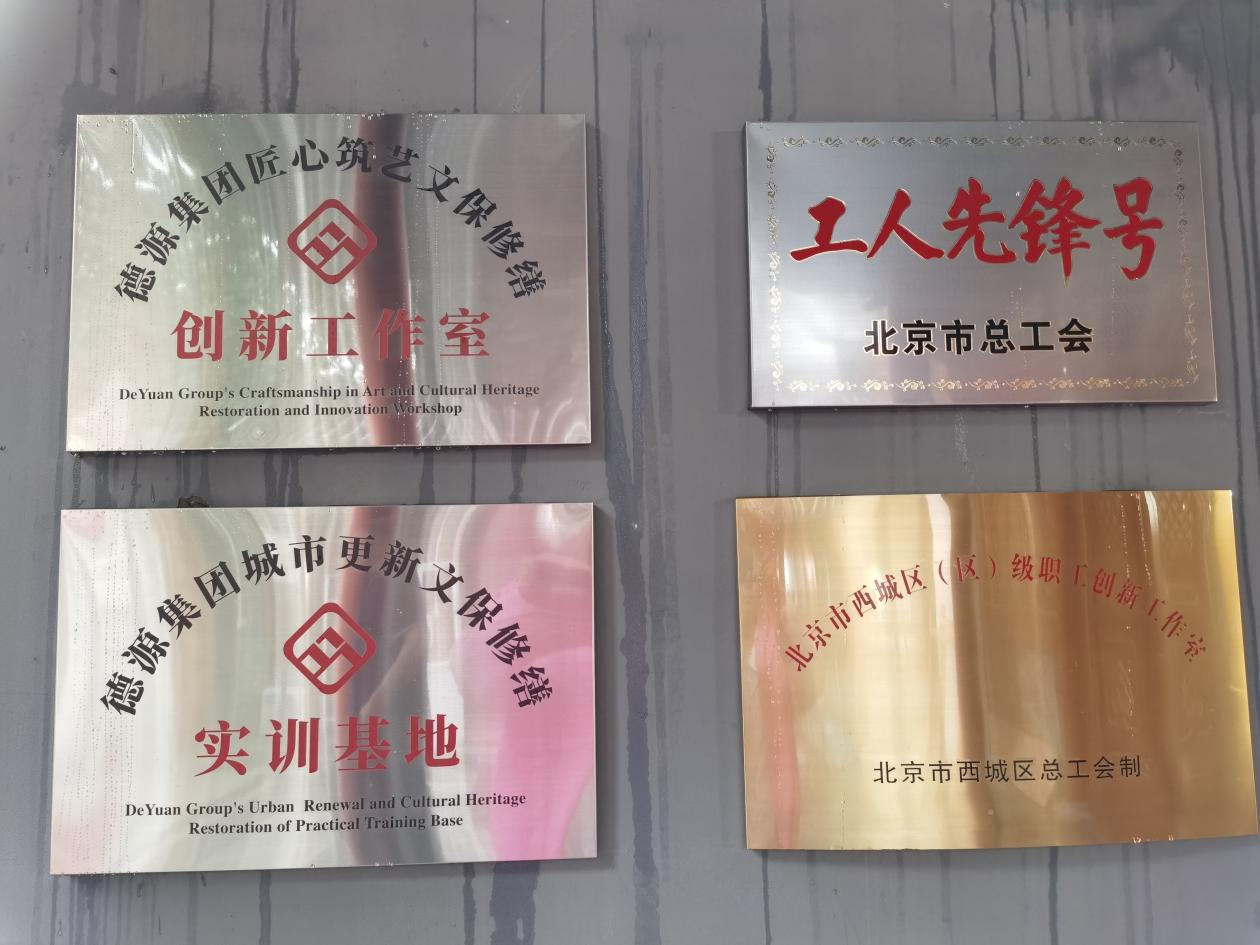 德源集团匠心筑艺文保修缮
创新工作室
DeYuan Group's Craftsmanship in Art and Cultural Heritage
Restoration and Innovation Workshop
工人先锋号
北京市总工会
德源集团城市更新文保修缮
实训基地
DeYuan Group's Urban Renewal and Cultural Heritage
Restoration of Practical Training Base
北京市西城区（区）级职工创新工作室
北京市西城区总工会制